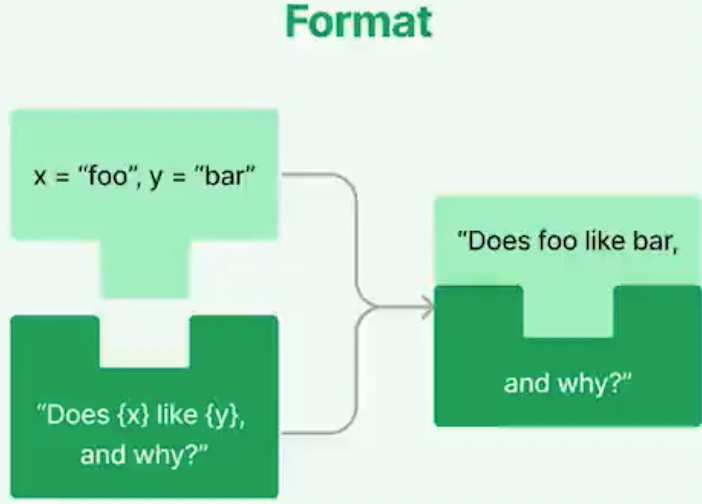 Format
x = “foo”, y = “bar”
“Does {x} like {y},
and why?”
“Does foo like bar,
and why?”